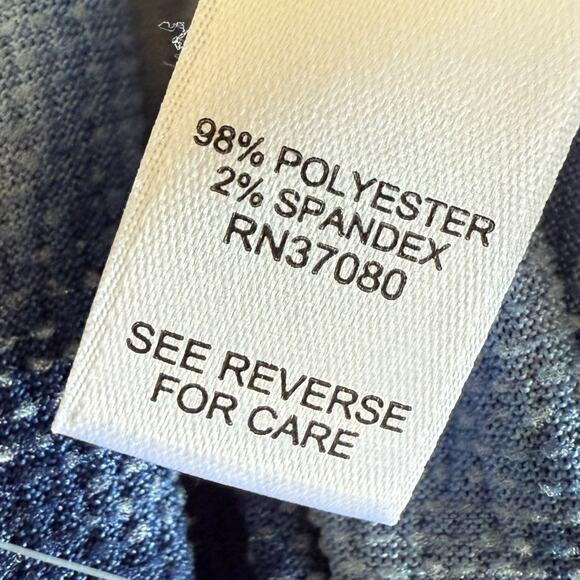 98% POLYESTER
2% SPANDEX
RN37080
SEE REVERSE
FOR CARE